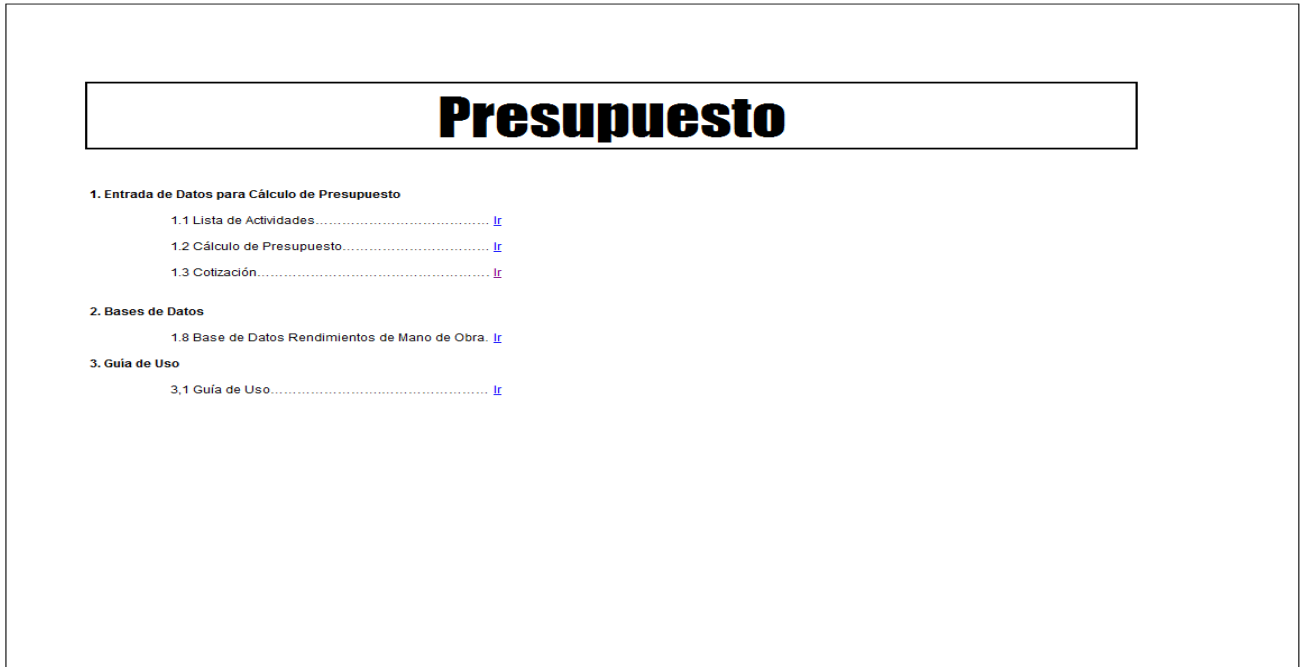 Presupuesto
1. Entrada de Datos para Cálculo de Presupuesto
1.1 Lista de Actividades………………………………… Ir
1.2 Cálculo de Presupuesto…………………………… Ir
1.3 Cotización……………………………………………. Ir
2. Bases de Datos
1.8 Base de Datos Rendimientos de Mano de Obra. Ir
3. Guia de Uso
3,1 Guía de Uso…………………………………………. Ir